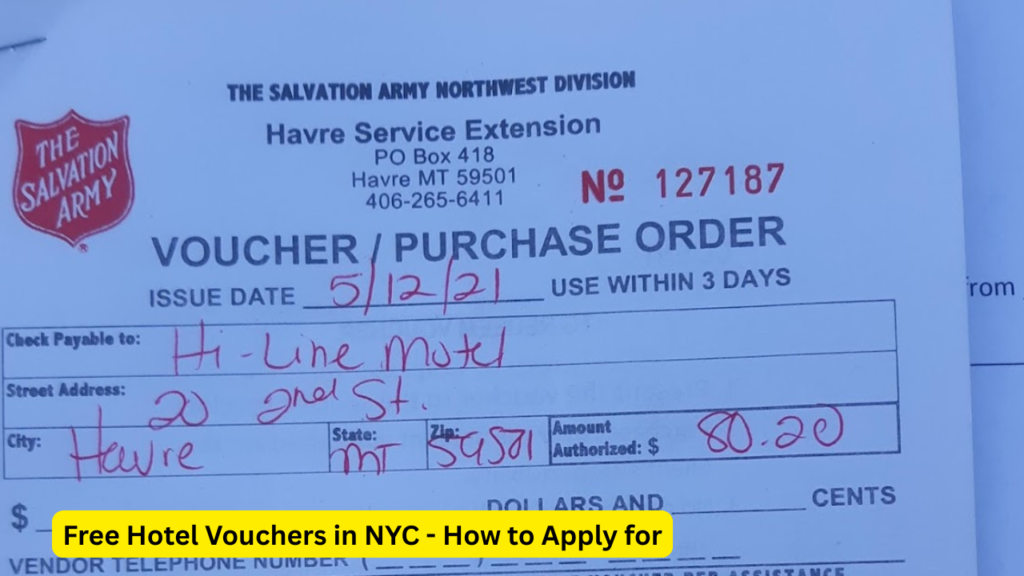 THE SALVATION ARMY NORTHWEST DIVISION
Havre Service Extension
PO Box 418
Havre MT 59501
406-265-6411
THE
SALVATION
ARMY
Nº 127187
VOUCHER / PURCHASE ORDER
ISSUE DATE 5/12/21 USE WITHIN 3 DAYS
from
Check Payable to: Hi-Line Motel
Street Address: 20 2nd St.
City: Havre State: MT Zip: 59501 Amount Authorized: $ 80.20
$ DOLLARS AND CENTS
Free Hotel Vouchers in NYC - How to Apply for
VENDOR TELEPHONE NUMBER (